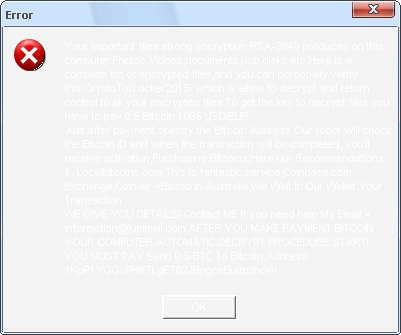 Error
Your important files strong encryption RSA-2048 produces on this
computer:Photos,Videos,documents,usb disks etc.Here is a
complete list of encrypted files,and you can personally verify
this.CryptoTorLocker2015! which is allow to decrypt and return
control to all your encrypted files.To get the key to decrypt files you
have to pay 0.5 Bitcoin 100$ USD/EUR.
Just after payment specify the Bitcoin Address.Our robot will check
the Bitcoin ID and when the transaction will be completed, you'll
receive activation,Purchasing Bitcoins,Here our Recommendations
1. Localbitcoins.com This is fantastic service,Coinbase.com
Exchange,CoinJar =Based in Australia,We Wait In Our Wallet Your
Transaction
WE GIVE YOU DETAILS! Contact ME if you need help My Email =
information@jupimail.com AFTER YOU MAKE PAYMENT BITCOIN
YOUR COMPUTER AUTOMATIC DECRYPT PROCEDURE START!
YOU MUST PAY Send 0.5 BTC To Bitcoin Address:
OK